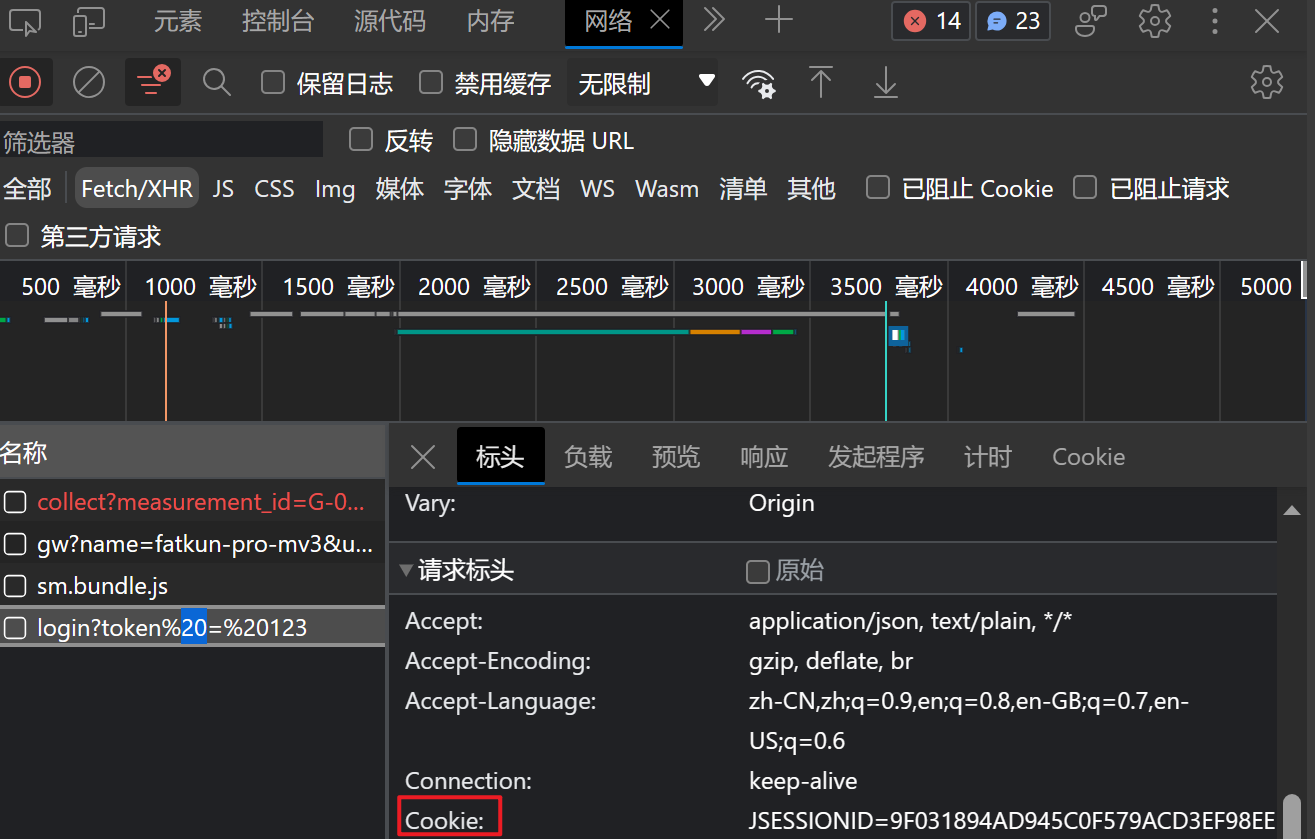 元素 控制台 源代码 内存 网络 14 23
保留日志 禁用缓存 无限制
筛选器 反转 隐藏数据 URL
全部 Fetch/XHR JS CSS Img 媒体 字体 文档 WS Wasm 清单 其他 已阻止 Cookie 已阻止请求
第三方请求
500 毫秒 1000 毫秒 1500 毫秒 2000 毫秒 2500 毫秒 3000 毫秒 3500 毫秒 4000 毫秒 4500 毫秒 5000
名称
collect?measurement_id=G-0...
gw?name=fatkun-pro-mv3&u...
sm.bundle.js
login?token%20=%20123
标头 负载 预览 响应 发起程序 计时 Cookie
Vary: Origin
请求标头 原始
Accept: application/json, text/plain, */*
Accept-Encoding: gzip, deflate, br
Accept-Language: zh-CN,zh;q=0.9,en;q=0.8,en-GB;q=0.7,en-
US;q=0.6
Connection: keep-alive
Cookie: JSESSIONID=9F031894AD945C0F579ACD3EF98EE